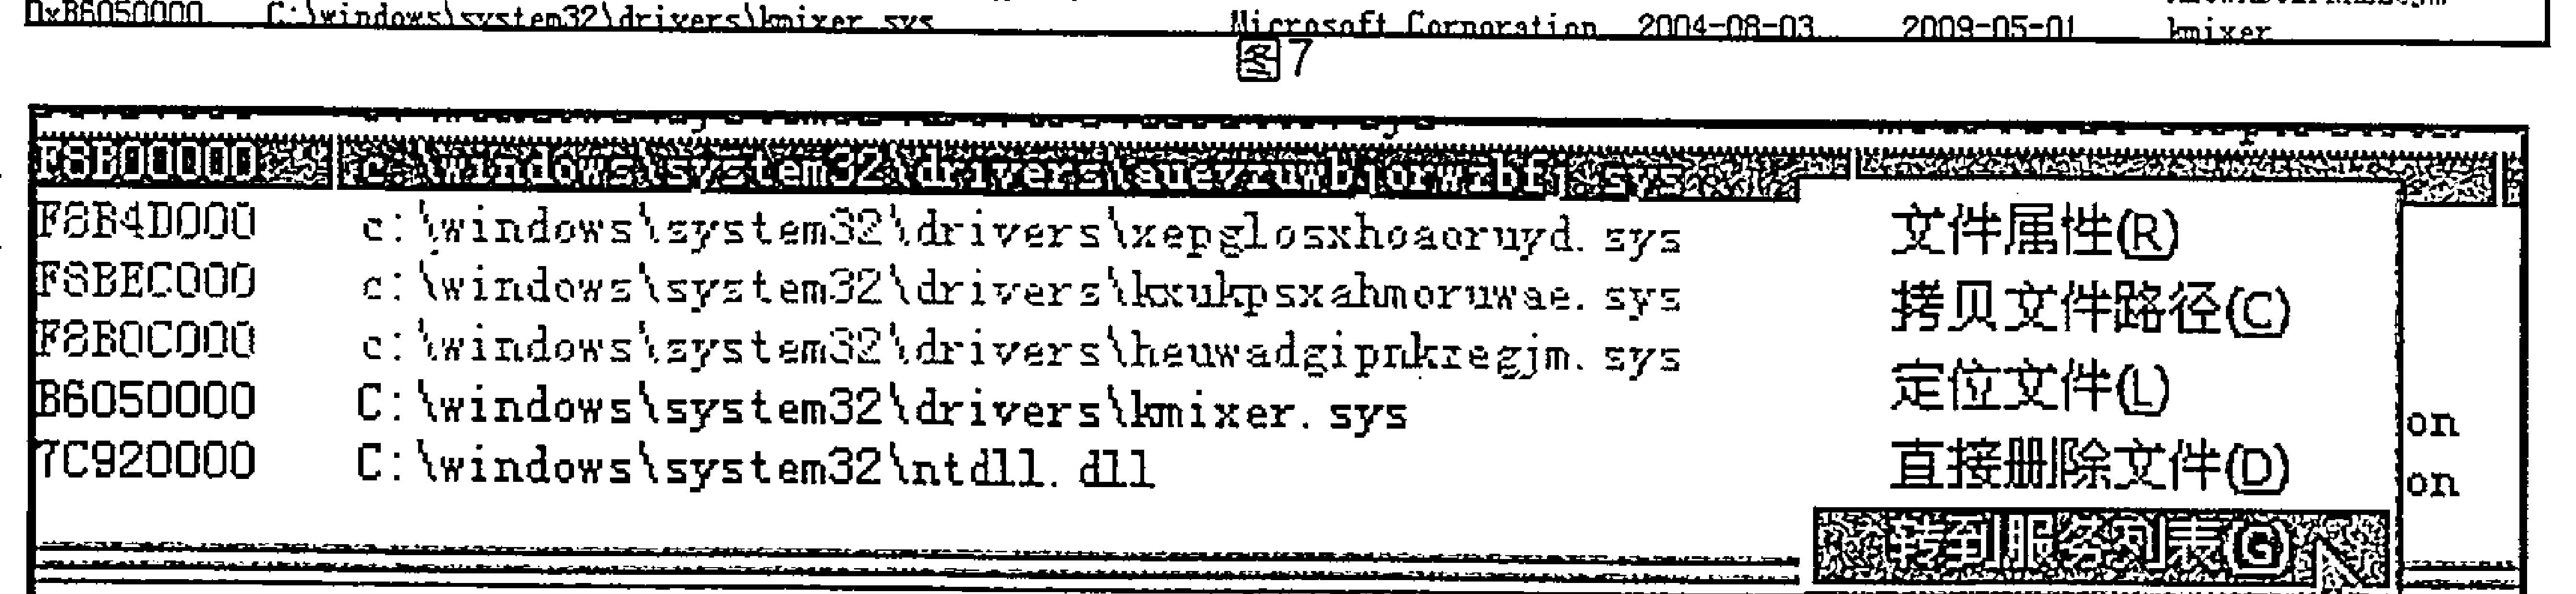 0xB6050000 C:\windows\system32\drivers\kmixer.sys Microsoft Corporation 2004-08-03 2009-05-01 kmixer
图7
c:\windows\system32\drivers\
F8B4D000 c:\windows\system32\drivers\xepglosxhoaoruyd.sys
F8BEC000 c:\windows\system32\drivers\kxukpsxahmoruwae.sys
F8B0C000 c:\windows\system32\drivers\heuwadgipnkregjm.sys
B6050000 C:\windows\system32\drivers\kmixer.sys
7C920000 C:\windows\system32\ntdll.dll
文件属性(R)
拷贝文件路径(C)
定位文件(L)
直接删除文件(D)
转到服务列表(G)
on
on